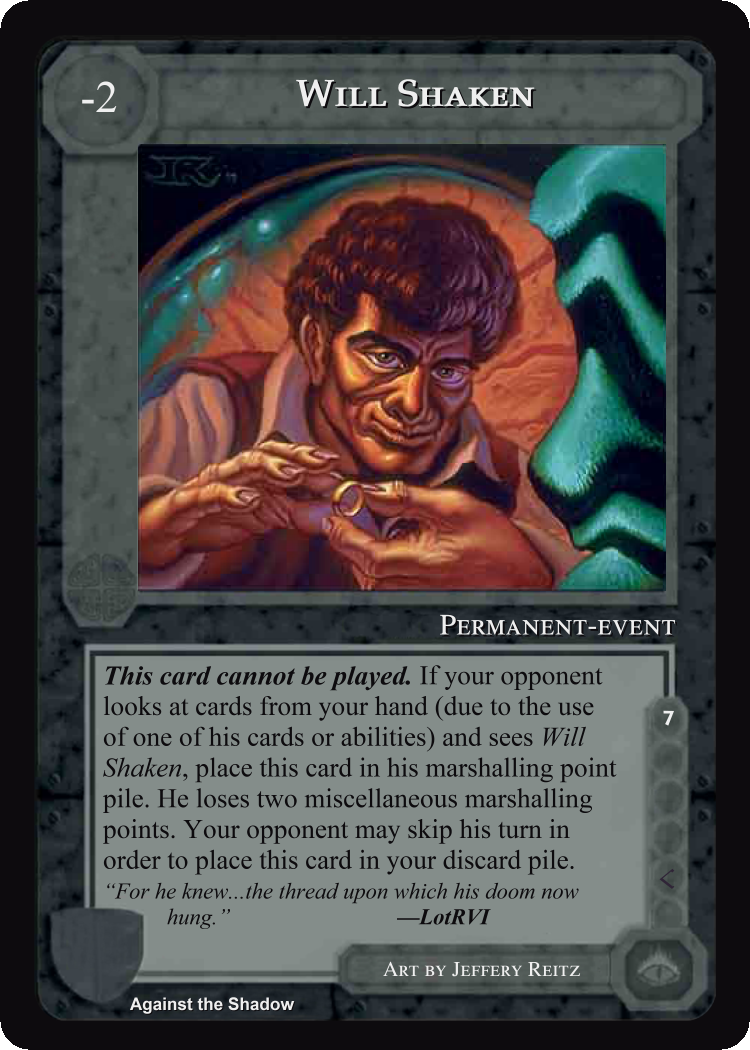 -2
WILL SHAKEN
JR
PERMANENT-EVENT
This card cannot be played. If your opponent
looks at cards from your hand (due to the use
of one of his cards or abilities) and sees Will
Shaken, place this card in his marshalling point
pile. He loses two miscellaneous marshalling
points. Your opponent may skip his turn in
order to place this card in your discard pile.
“For he knew...the thread upon which his doom now
hung.” —LotRVI
7
ART BY JEFFERY REITZ
Against the Shadow